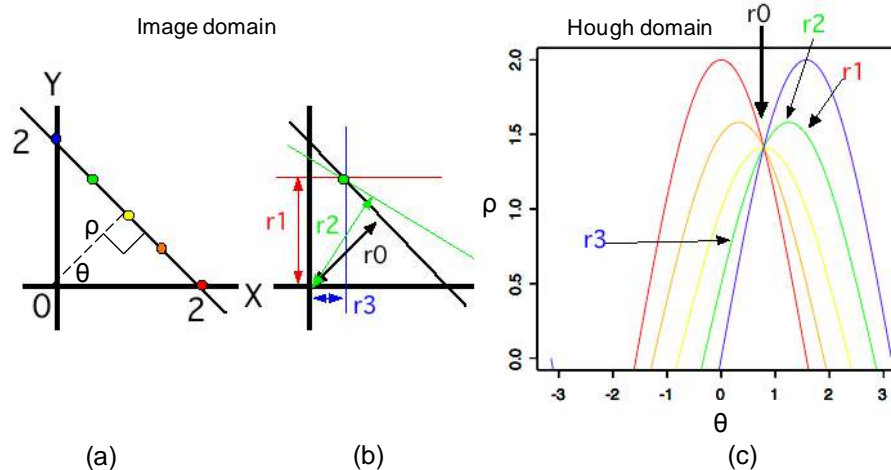 Image domain
Hough domain
Y
2
ρ
θ
0
2
X
r1
r2
r0
r3
r0
r2
r1
r3
ρ
2.0
1.5
1.0
0.5
0.0
-3 -2 -1 0 1 2 3
θ
(a) (b) (c)